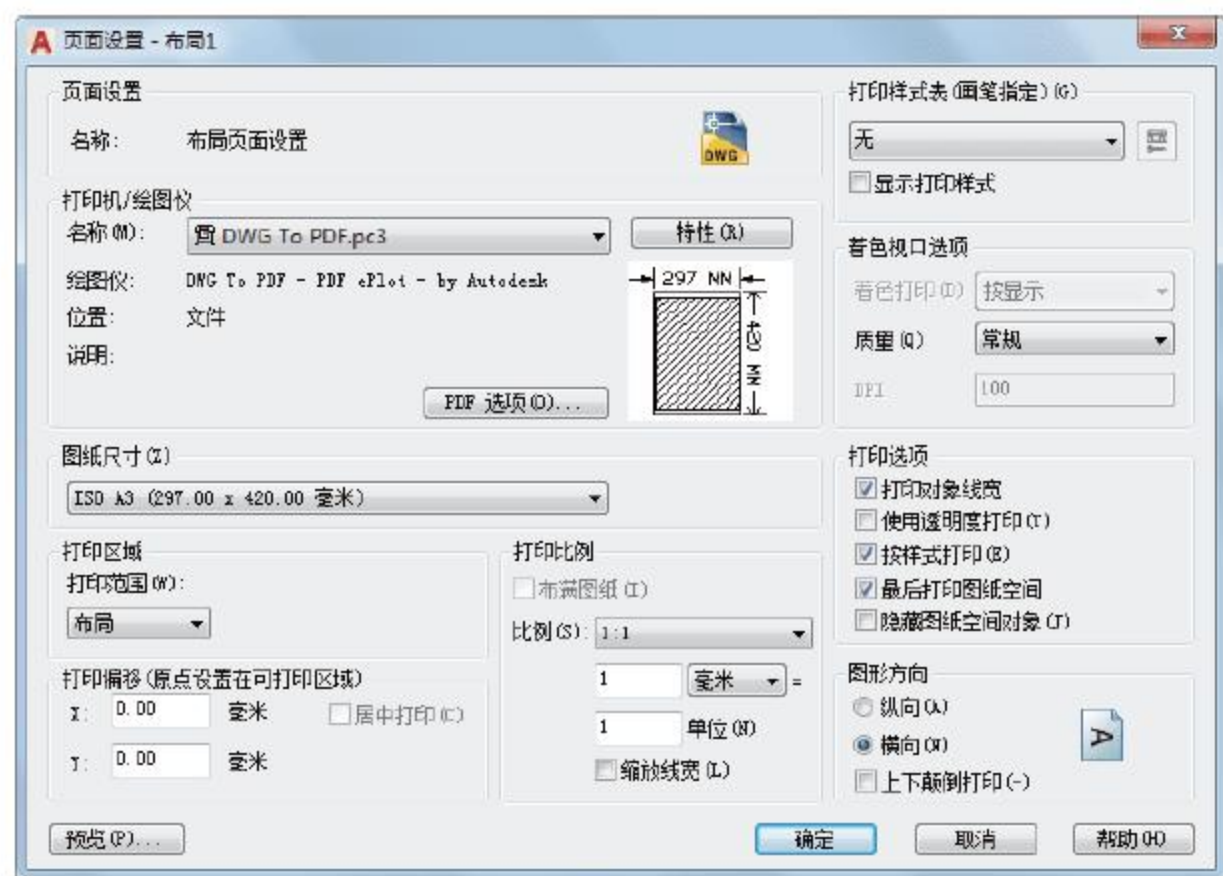 页面设置 - 布局1
页面设置
名称: 布局页面设置
DWG
打印机/绘图仪
名称(M): DWG To PDF.pc3 特性(R)
绘图仪: DWG To PDF - PDF ePlot - by Autodesk
位置: 文件
说明:
297 NN
420 MM
PDF 选项(O)...
图纸尺寸(Z)
ISO A3 (297.00 x 420.00 毫米)
打印区域
打印范围(W):
布局
打印偏移(原点设置在可打印区域)
X: 0.00 毫米 居中打印(C)
Y: 0.00 毫米
打印比例
布满图纸(I)
比例(S): 1:1
1 毫米 =
1 单位(N)
缩放线宽(L)
打印样式表(画笔指定)(G)
无
显示打印样式
着色视口选项
着色打印(D) 按显示
质量(Q) 常规
DPI 100
打印选项
打印对象线宽
使用透明度打印(T)
按样式打印(E)
最后打印图纸空间
隐藏图纸空间对象(J)
图形方向
纵向(A)
横向(N)
上下颠倒打印(-)
A
预览(P)... 确定 取消 帮助(H)